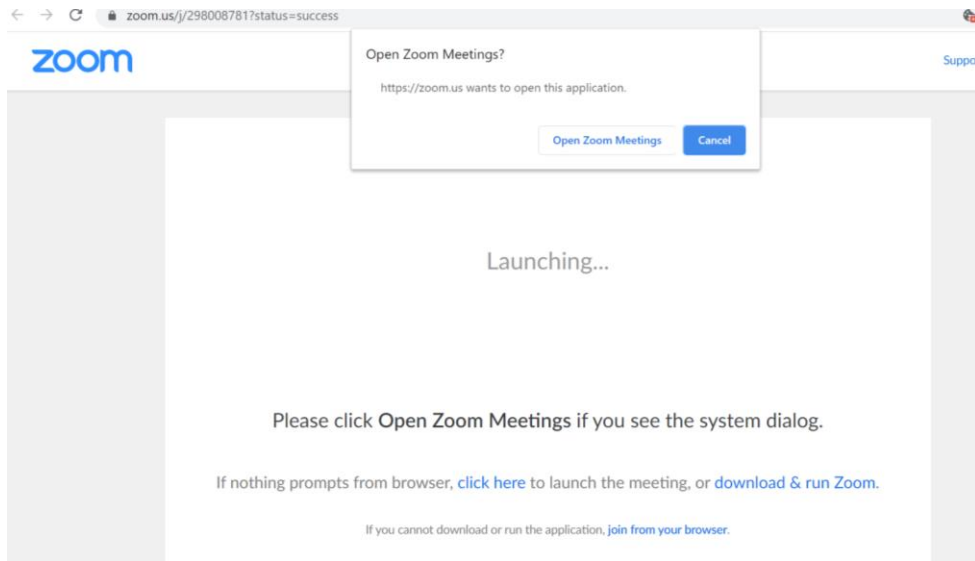 zoom.us/j/298008781?status=success
zoom
Open Zoom Meetings?
https://zoom.us wants to open this application.
Open Zoom Meetings Cancel
Launching...
Please click Open Zoom Meetings if you see the system dialog.
If nothing prompts from browser, click here to launch the meeting, or download & run Zoom.
If you cannot download or run the application, join from your browser.